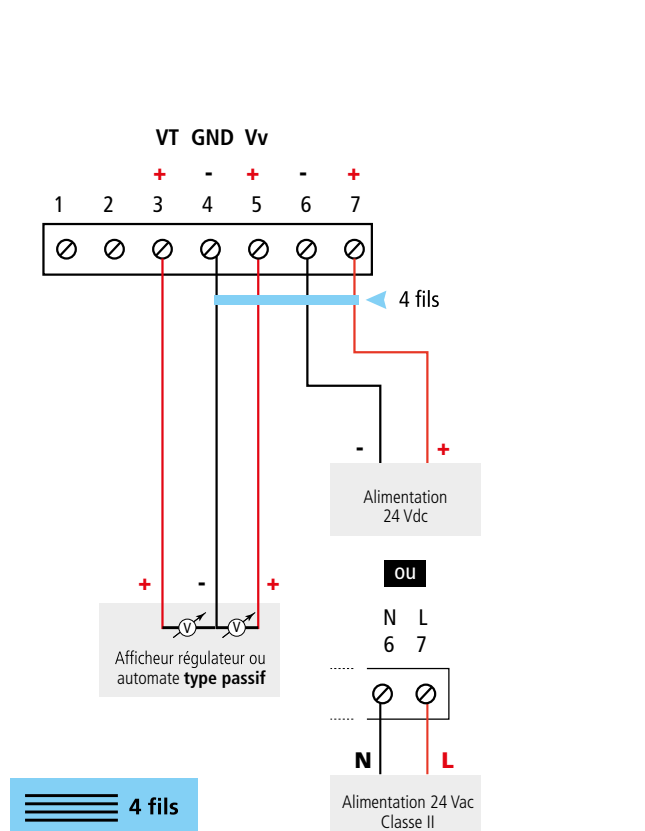 VT GND Vv
+ - + - +
1 2 3 4 5 6 7
4 fils
- +
Alimentation
24 Vdc
ou
+ - +
N L
6 7
V V
Afficheur régulateur ou
automate type passif
N L
4 fils
Alimentation 24 Vac
Classe II